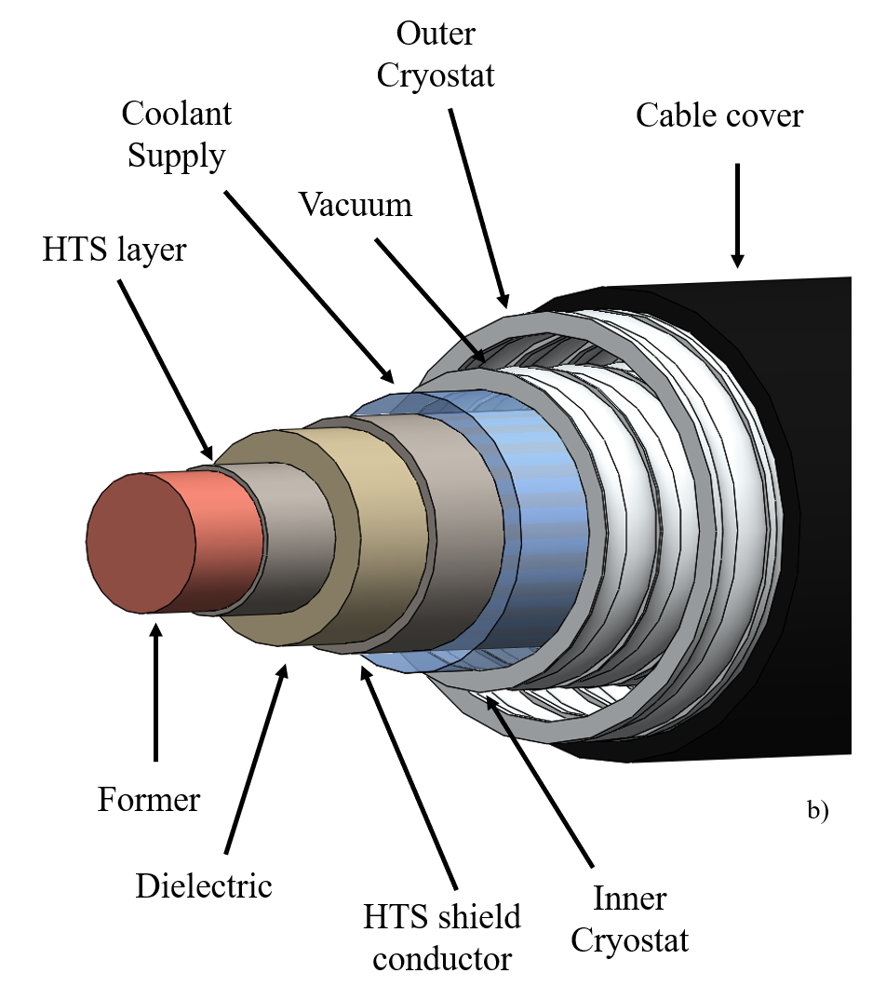 Outer
Cryostat
Coolant
Supply
Cable cover
Vacuum
HTS layer
Former
b)
Dielectric
HTS shield
conductor
Inner
Cryostat